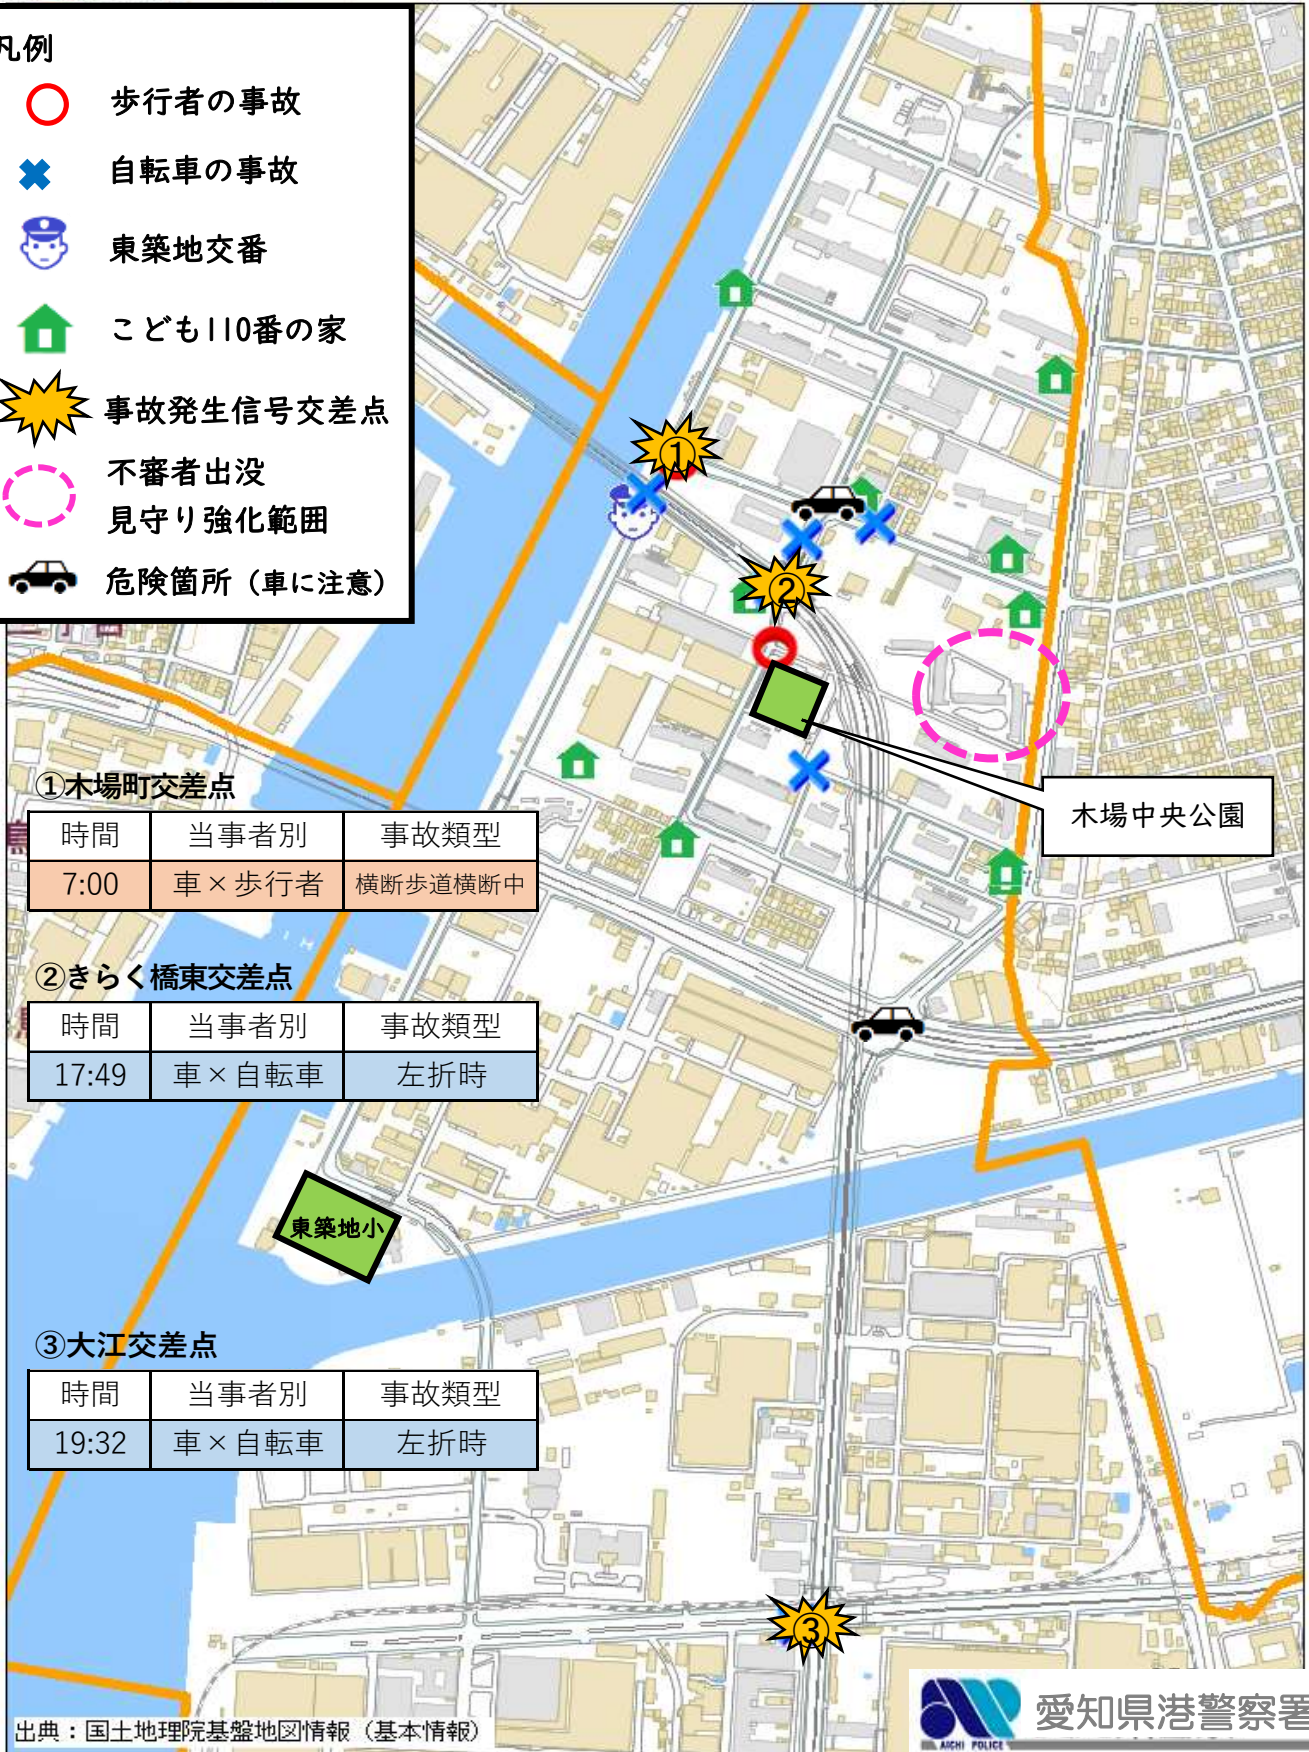 凡例
歩行者の事故
自転車の事故
東築地交番
こども110番の家
事故発生信号交差点
不審者出没
見守り強化範囲
危険箇所（車に注意）
①
②
木場中央公園
①木場町交差点
時間 当事者別 事故類型
7:00 車×歩行者 横断歩道横断中
②きらく橋東交差点
時間 当事者別 事故類型
17:49 車×自転車 左折時
東築地小
③大江交差点
時間 当事者別 事故類型
19:32 車×自転車 左折時
③
出典：国土地理院基盤地図情報（基本情報）
AICHI POLICE
愛知県港警察署